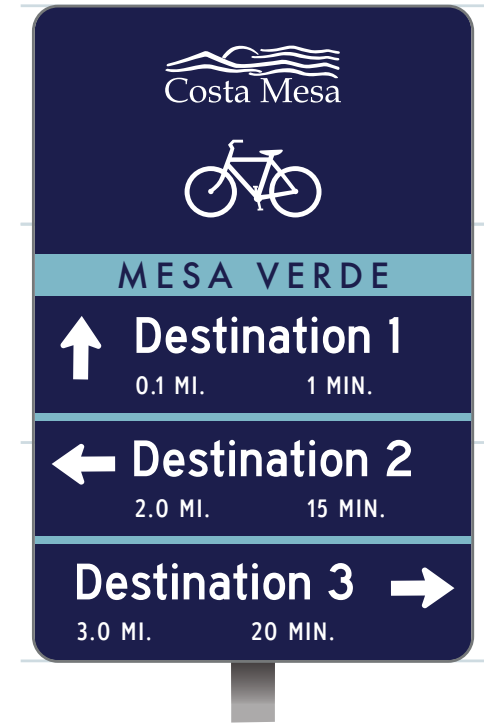 Costa Mesa
MESA VERDE
Destination 1
0.1 MI. 1 MIN.
Destination 2
2.0 MI. 15 MIN.
Destination 3
3.0 MI. 20 MIN.